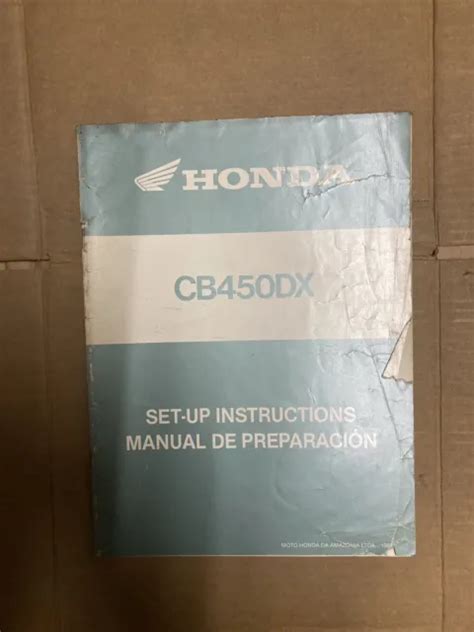 HONDA
CB450DX
SET-UP INSTRUCTIONS
MANUAL DE PREPARACIÓN
MOTO HONDA DA AMAZONIA LTDA.